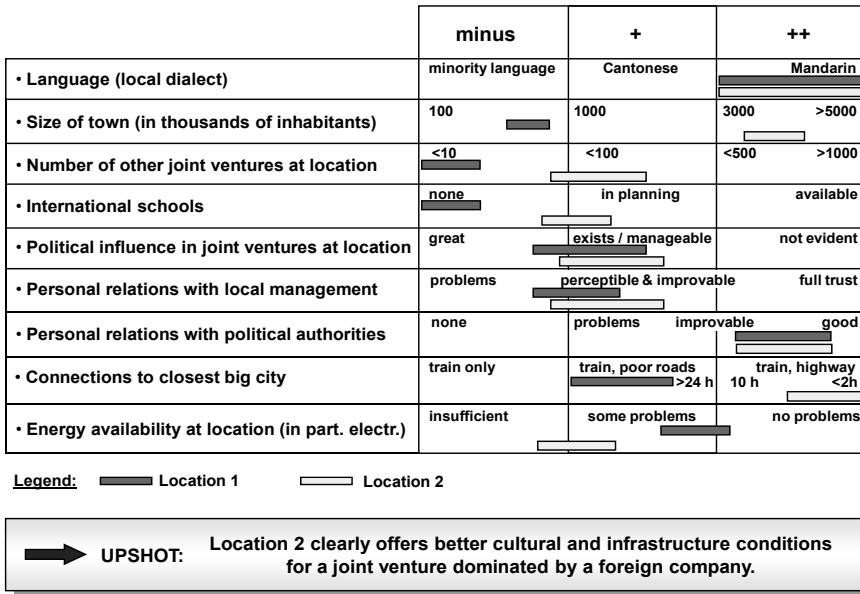 minus + ++
• Language (local dialect) minority language Cantonese Mandarin
• Size of town (in thousands of inhabitants) 100 1000 3000 >5000
• Number of other joint ventures at location <10 <100 <500 >1000
• International schools none in planning available
• Political influence in joint ventures at location great exists / manageable not evident
• Personal relations with local management problems perceptible & improvable full trust
• Personal relations with political authorities none problems improvable good
• Connections to closest big city train only train, poor roads train, highway
>24 h 10 h <2h
• Energy availability at location (in part. electr.) insufficient some problems no problems
Legend: Location 1 Location 2
UPSHOT: Location 2 clearly offers better cultural and infrastructure conditions
for a joint venture dominated by a foreign company.